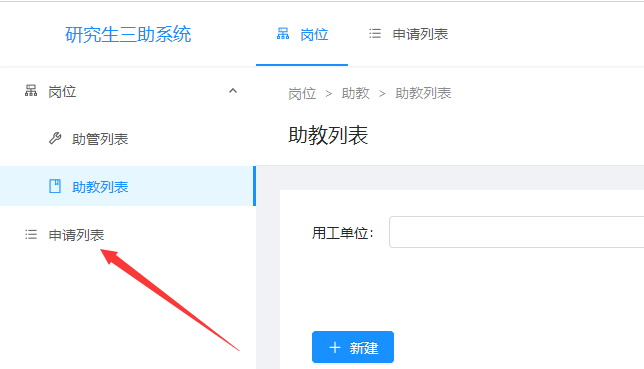 研究生三助系统
岗位
申请列表
岗位
助管列表
助教列表
申请列表
岗位 > 助教 > 助教列表
助教列表
用工单位：
新建